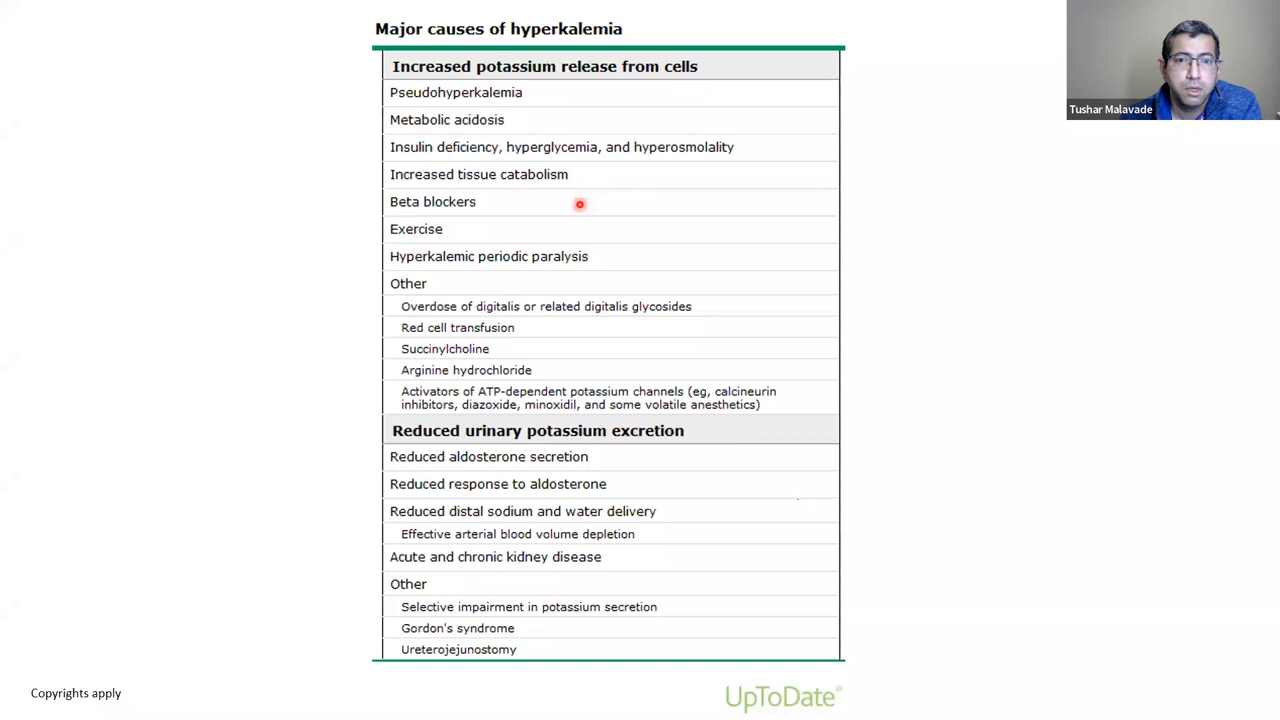 Major causes of hyperkalemia
Increased potassium release from cells
Pseudohyperkalemia
Metabolic acidosis
Insulin deficiency, hyperglycemia, and hyperosmolality
Increased tissue catabolism
Beta blockers
Exercise
Hyperkalemic periodic paralysis
Other
Overdose of digitalis or related digitalis glycosides
Red cell transfusion
Succinylcholine
Arginine hydrochloride
Activators of ATP-dependent potassium channels (eg, calcineurin
inhibitors, diazoxide, minoxidil, and some volatile anesthetics)
Reduced urinary potassium excretion
Reduced aldosterone secretion
Reduced response to aldosterone
Reduced distal sodium and water delivery
Effective arterial blood volume depletion
Acute and chronic kidney disease
Other
Selective impairment in potassium secretion
Gordon's syndrome
Ureterojejunostomy
Tushar Malavade
Copyrights apply
UpToDate®